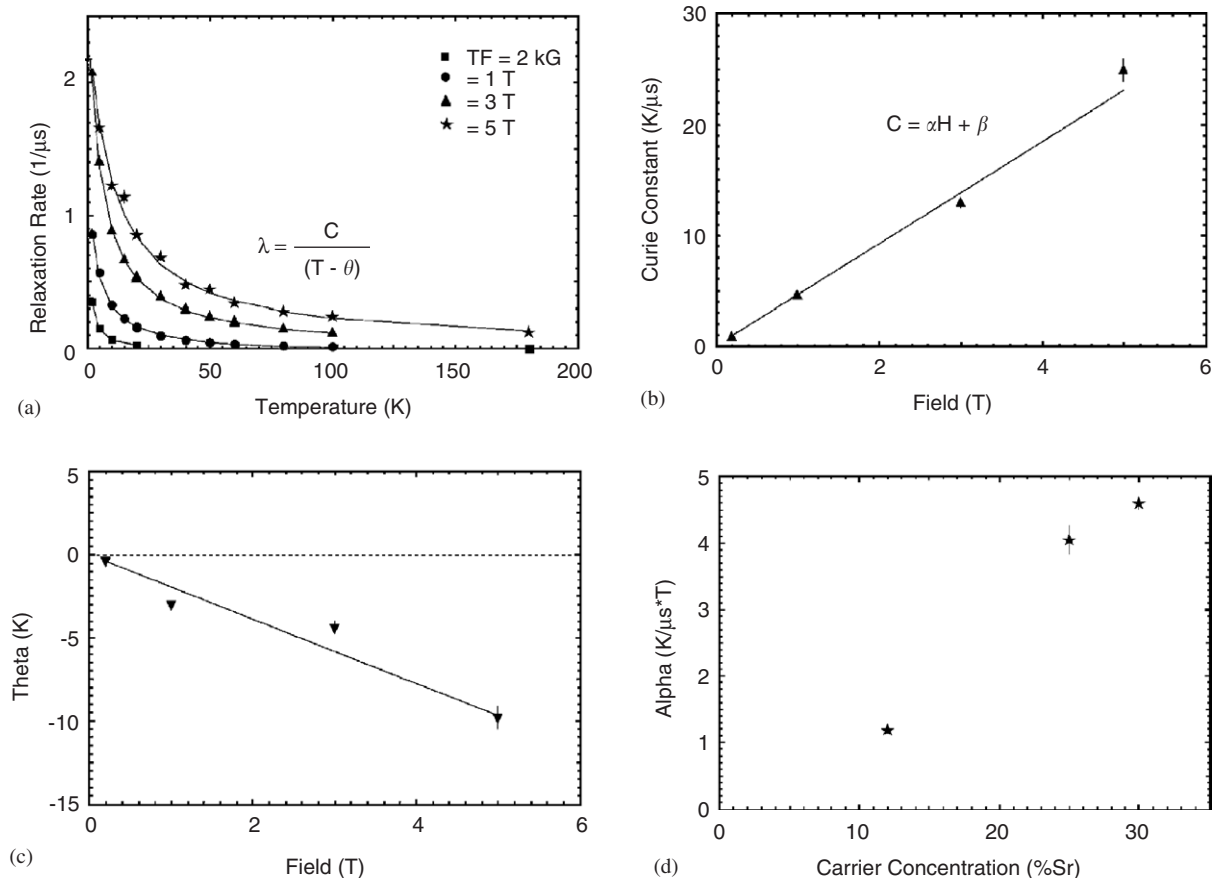 2
1
0
Relaxation Rate (1/μs)
TF = 2 kG
= 1 T
= 3 T
= 5 T
λ = C / (T - θ)
0 50 100 150 200
(a)
Temperature (K)
30
20
10
0
Curie Constant (K/μs)
C = αH + β
0 2 4 6
(b)
Field (T)
5
0
-5
-10
-15
Theta (K)
0 2 4 6
(c)
Field (T)
5
4
3
2
1
0
Alpha (K/μs*T)
0 10 20 30
(d)
Carrier Concentration (%Sr)